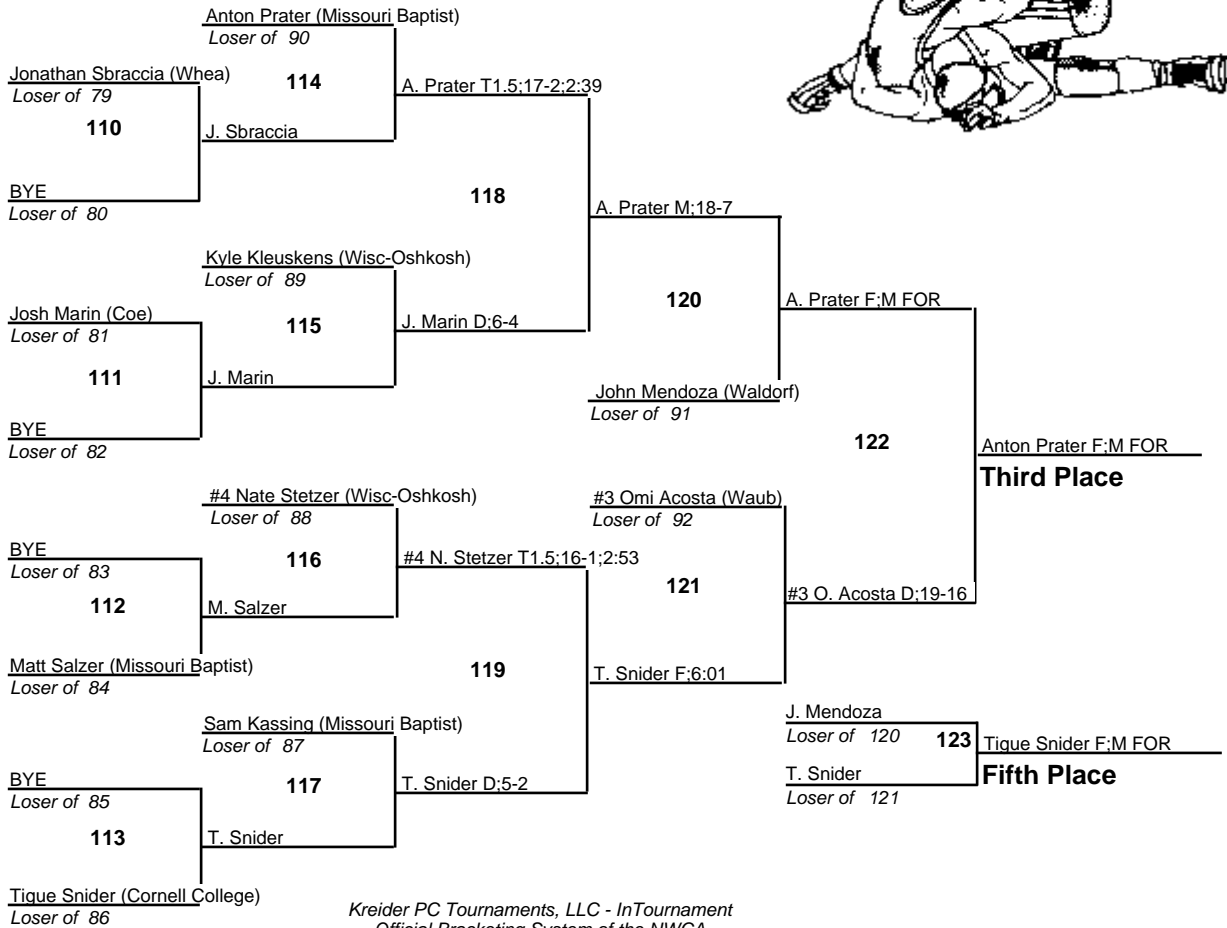 Anton Prater (Missouri Baptist)
Loser of 90
Jonathan Sbraccia (Whea)
Loser of 79
114
A. Prater T1.5;17-2;2:39
110
J. Sbraccia
BYE
Loser of 80
118
A. Prater M;18-7
Kyle Kleuskens (Wisc-Oshkosh)
Loser of 89
Josh Marin (Coe)
Loser of 81
115
J. Marin D;6-4
120
A. Prater F;M FOR
111
J. Marin
John Mendoza (Waldorf)
Loser of 91
BYE
Loser of 82
122
Anton Prater F;M FOR
Third Place
#4 Nate Stetzer (Wisc-Oshkosh)
Loser of 88
#3 Omi Acosta (Waub)
Loser of 92
BYE
Loser of 83
116
#4 N. Stetzer T1.5;16-1;2:53
121
#3 O. Acosta D;19-16
112
M. Salzer
Matt Salzer (Missouri Baptist)
Loser of 84
119
T. Snider F;6:01
Sam Kassing (Missouri Baptist)
Loser of 87
J. Mendoza
Loser of 120
123
Tigue Snider F;M FOR
Fifth Place
T. Snider
Loser of 121
BYE
Loser of 85
117
T. Snider D;5-2
113
T. Snider
Tigue Snider (Cornell College)
Loser of 86
Kreider PC Tournaments, LLC - InTournament
Official Bracketing System of the NWCA